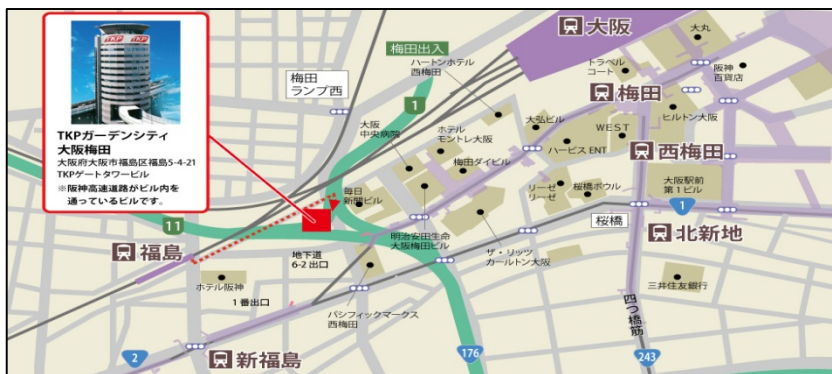 TKP
TKP
TKPガーデンシティ
大阪梅田
大阪府大阪市福島区福島5-4-21
TKPゲートタワービル
※阪神高速道路がビル内を
通っているビルです。
梅田
ランプ西
梅田出入
ハートンホテル
西梅田
大阪
大丸
トラベル
コート
阪神
百貨店
1
梅田
大阪
中央病院
ホテル
モントレ大阪
大弘ビル
WEST
ヒルトン大阪
梅田ダイビル
ハービス ENT
西梅田
毎日
新聞ビル
リーゼ
リーゼ
桜橋ボウル
大阪駅前
第1ビル
11
1
福島
地下道
6-2 出口
明治安田生命
大阪梅田ビル
ザ・リッツ
カールトン大阪
桜橋
北新地
ホテル阪神
1番出口
パシフィックマークス
西梅田
三井住友銀行
四つ橋筋
2
新福島
176
243